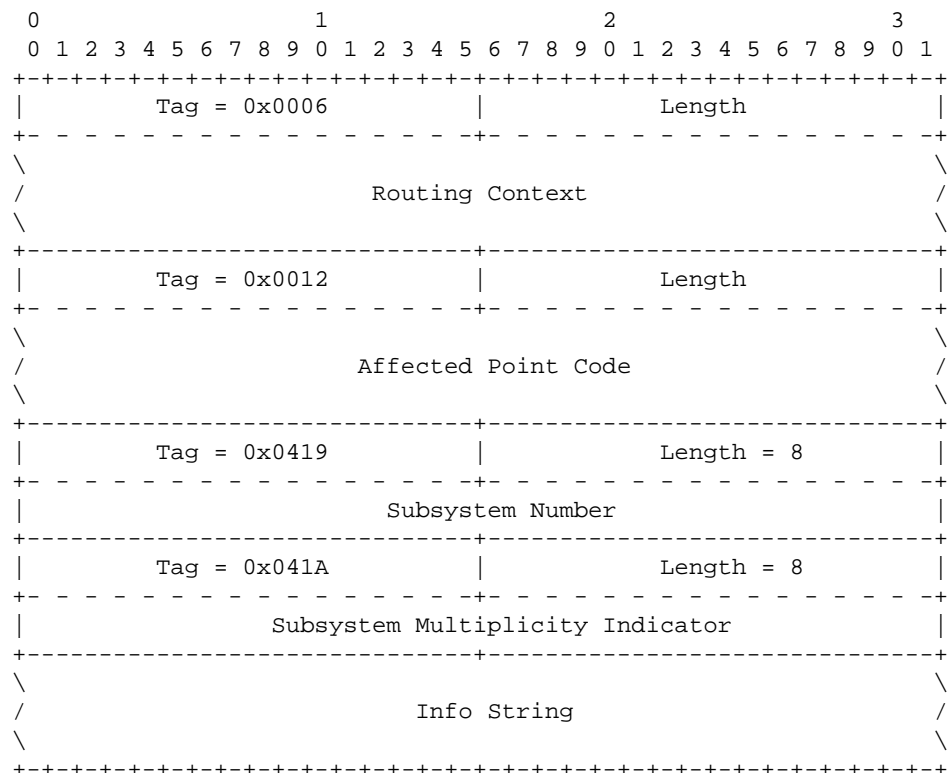 0                   1                   2                   3
0 1 2 3 4 5 6 7 8 9 0 1 2 3 4 5 6 7 8 9 0 1 2 3 4 5 6 7 8 9 0 1
Tag = 0x0006 Length
Routing Context
Tag = 0x0012 Length
Affected Point Code
Tag = 0x0419 Length = 8
Subsystem Number
Tag = 0x041A Length = 8
Subsystem Multiplicity Indicator
Info String